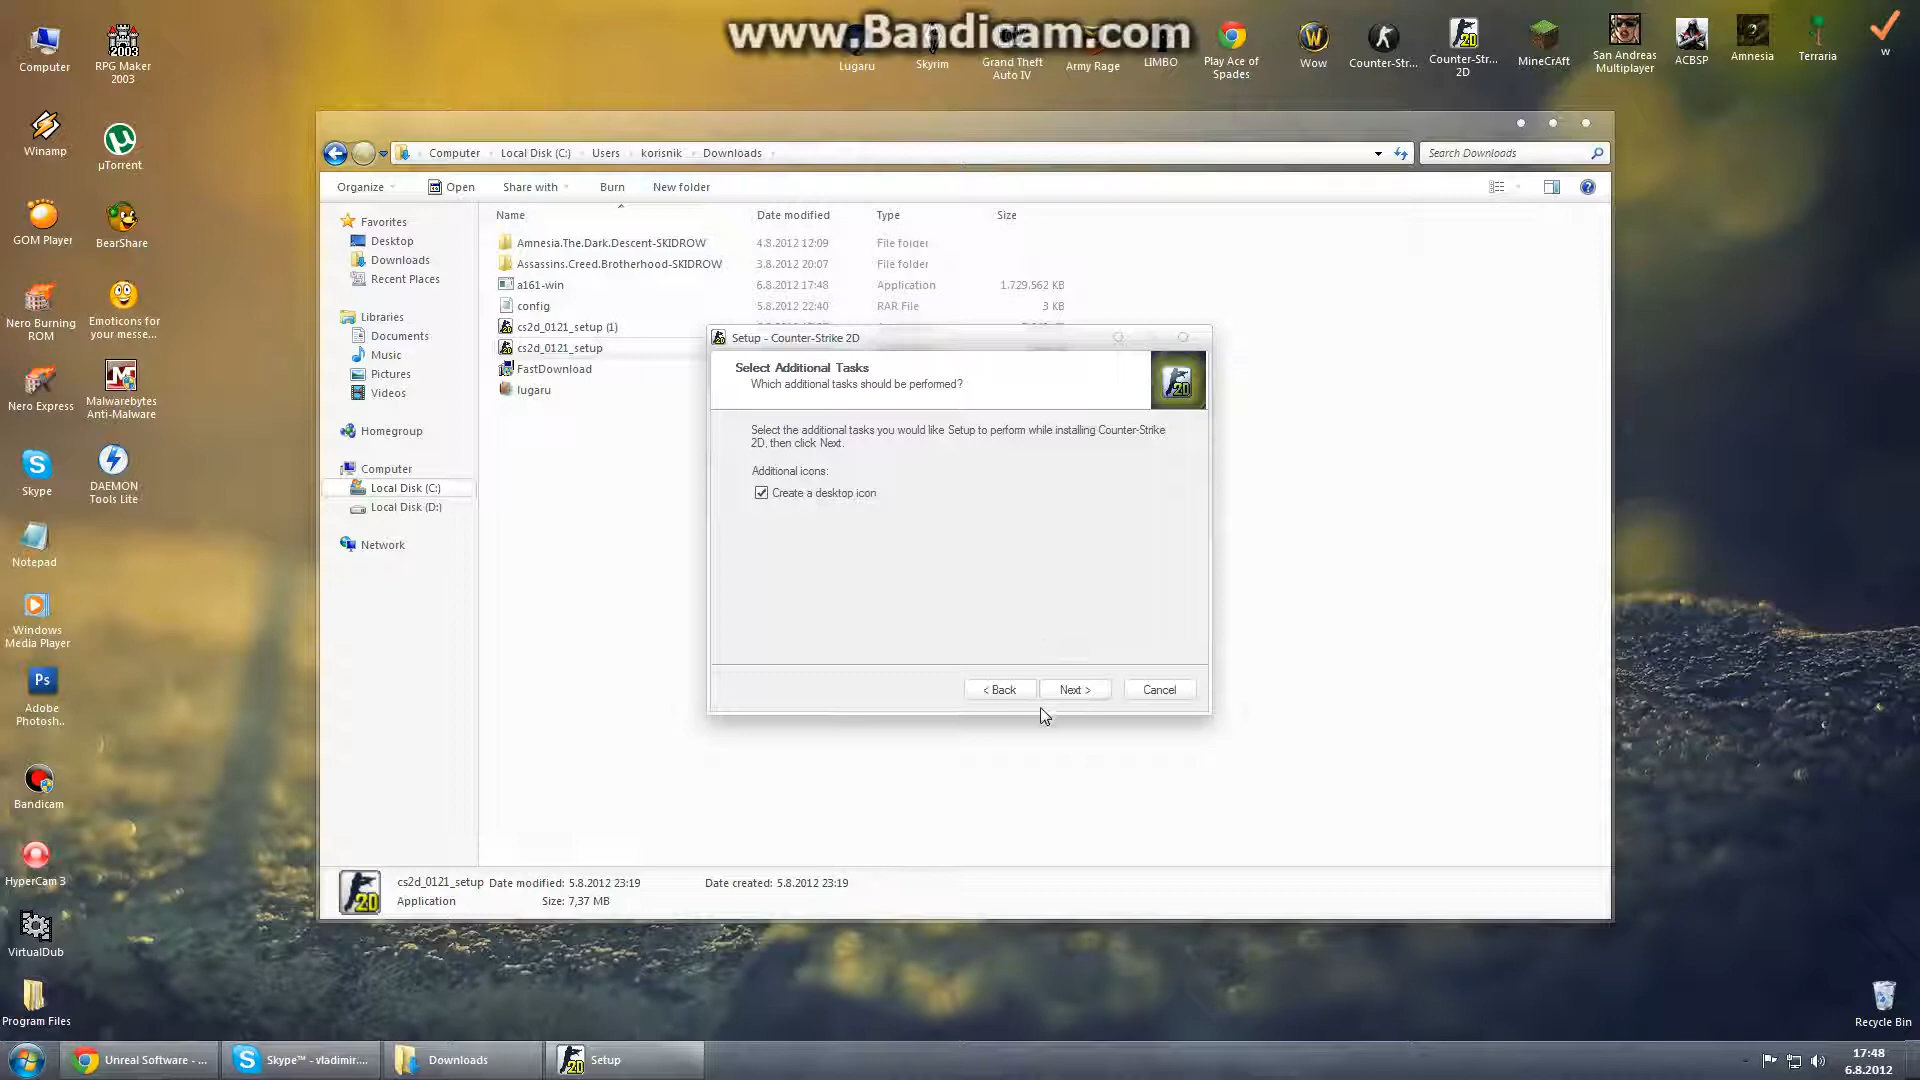 www.Bandicam.com
Computer
RPG Maker
2003
Lugaru
Skyrim
Grand Theft
Auto IV
Army Rage
LIMBO
Play Ace of
Spades
Wow
Counter-Str...
Counter-Str...
2D
MineCrAft
San Andreas
Multiplayer
ACBSP
Amnesia
Terraria
w
Winamp
µTorrent
GOM Player
BearShare
Nero Burning
ROM
Emoticons for
your messe...
Nero Express
Malwarebytes
Anti-Malware
Skype
DAEMON
Tools Lite
Notepad
Windows
Media Player
Adobe
Photosh...
Bandicam
HyperCam 3
VirtualDub
Program Files
Recycle Bin
Computer Local Disk (C:) Users korisnik Downloads
Search Downloads
Organize Open Share with Burn New folder
Favorites
Desktop
Downloads
Recent Places
Libraries
Documents
Music
Pictures
Videos
Homegroup
Computer
Local Disk (C:)
Local Disk (D:)
Network
Name Date modified Type Size
Amnesia.The.Dark.Descent-SKIDROW 4.8.2012 12:09 File folder
Assassins.Creed.Brotherhood-SKIDROW 3.8.2012 20:07 File folder
a161-win 6.8.2012 17:48 Application 1.729.562 KB
config 5.8.2012 22:40 RAR File 3 KB
cs2d_0121_setup (1)
cs2d_0121_setup
FastDownload
lugaru
Setup - Counter-Strike 2D
Select Additional Tasks
Which additional tasks should be performed?
2D
Select the additional tasks you would like Setup to perform while installing Counter-Strike
2D, then click Next.
Additional icons:
Create a desktop icon
< Back Next > Cancel
cs2d_0121_setup Date modified: 5.8.2012 23:19 Date created: 5.8.2012 23:19
Application Size: 7,37 MB
Unreal Software - ... Skype™ - vladimir.... Downloads Setup
17:48
6.8.2012